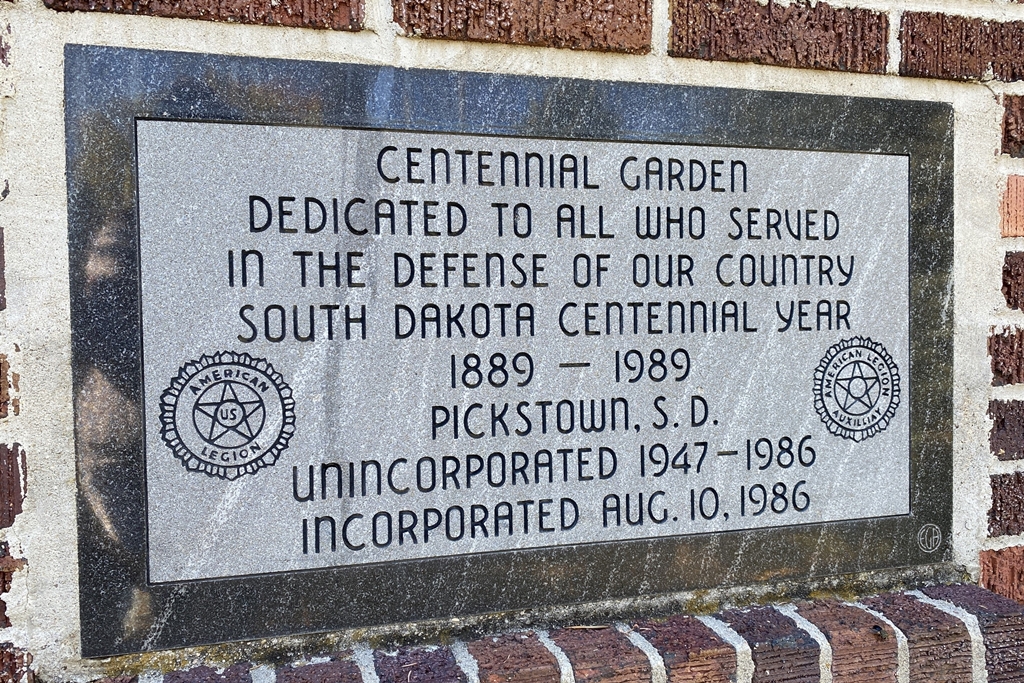 CENTENNIAL GARDEN
DEDICATED TO ALL WHO SERVED
IN THE DEFENSE OF OUR COUNTRY
SOUTH DAKOTA CENTENNIAL YEAR
1889 — 1989
PICKSTOWN, S. D.
UNINCORPORATED 1947 – 1986
INCORPORATED AUG. 10, 1986
AMERICAN
US
LEGION
AMERICAN LEGION
AUXILIAY